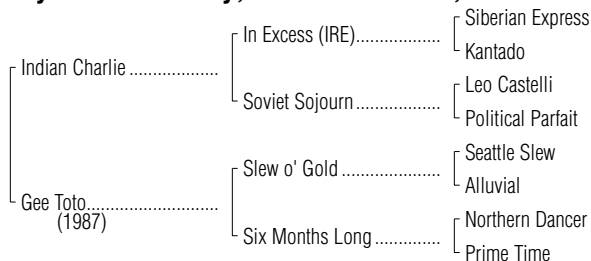 Siberian Express
In Excess (IRE)..................
Kantado
Indian Charlie ...................
Leo Castelli
Soviet Sojourn ..................
Political Parfait
Seattle Slew
Slew o' Gold .....................
Alluvial
Gee Toto............................
(1987)
Northern Dancer
Six Months Long ..............
Prime Time